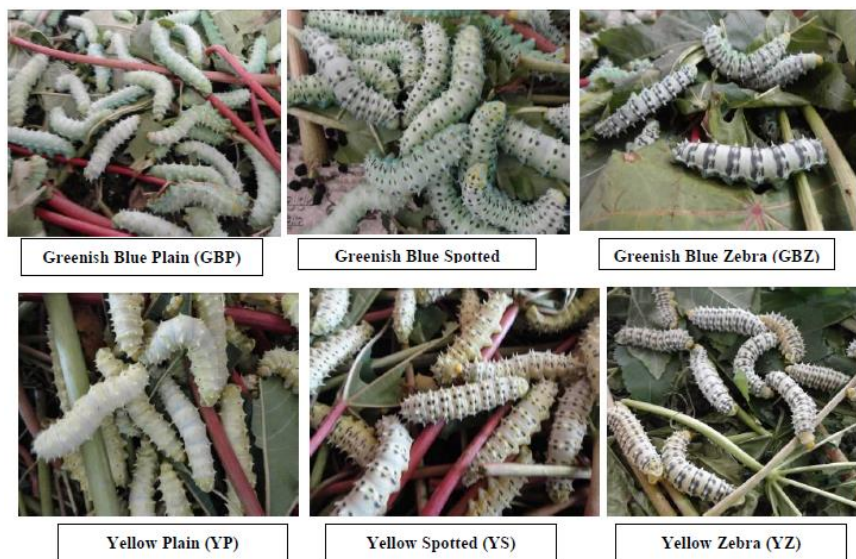 Greenish Blue Plain (GBP)
Greenish Blue Spotted
Greenish Blue Zebra (GBZ)
Yellow Plain (YP)
Yellow Spotted (YS)
Yellow Zebra (YZ)